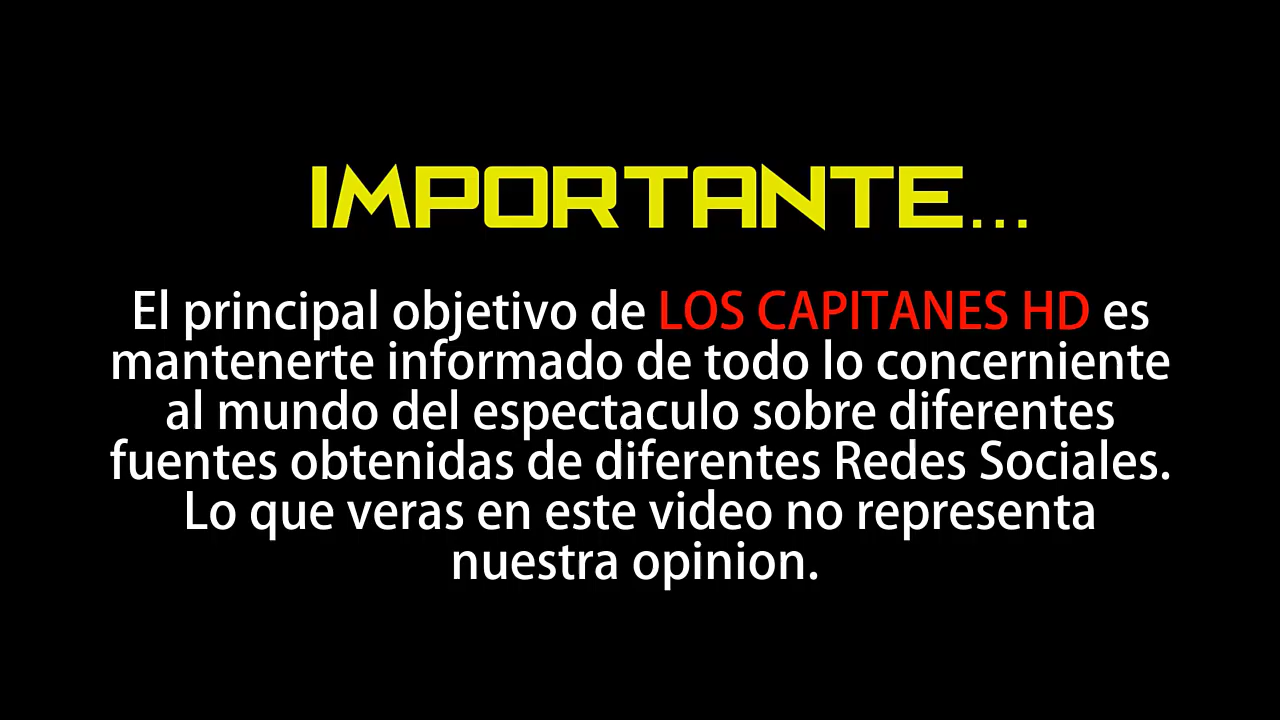 IMPORTANTE...
El principal objetivo de LOS CAPITANES HD es
mantenerte informado de todo lo concerniente
al mundo del espectaculo sobre diferentes
fuentes obtenidas de diferentes Redes Sociales.
Lo que veras en este video no representa
nuestra opinion.